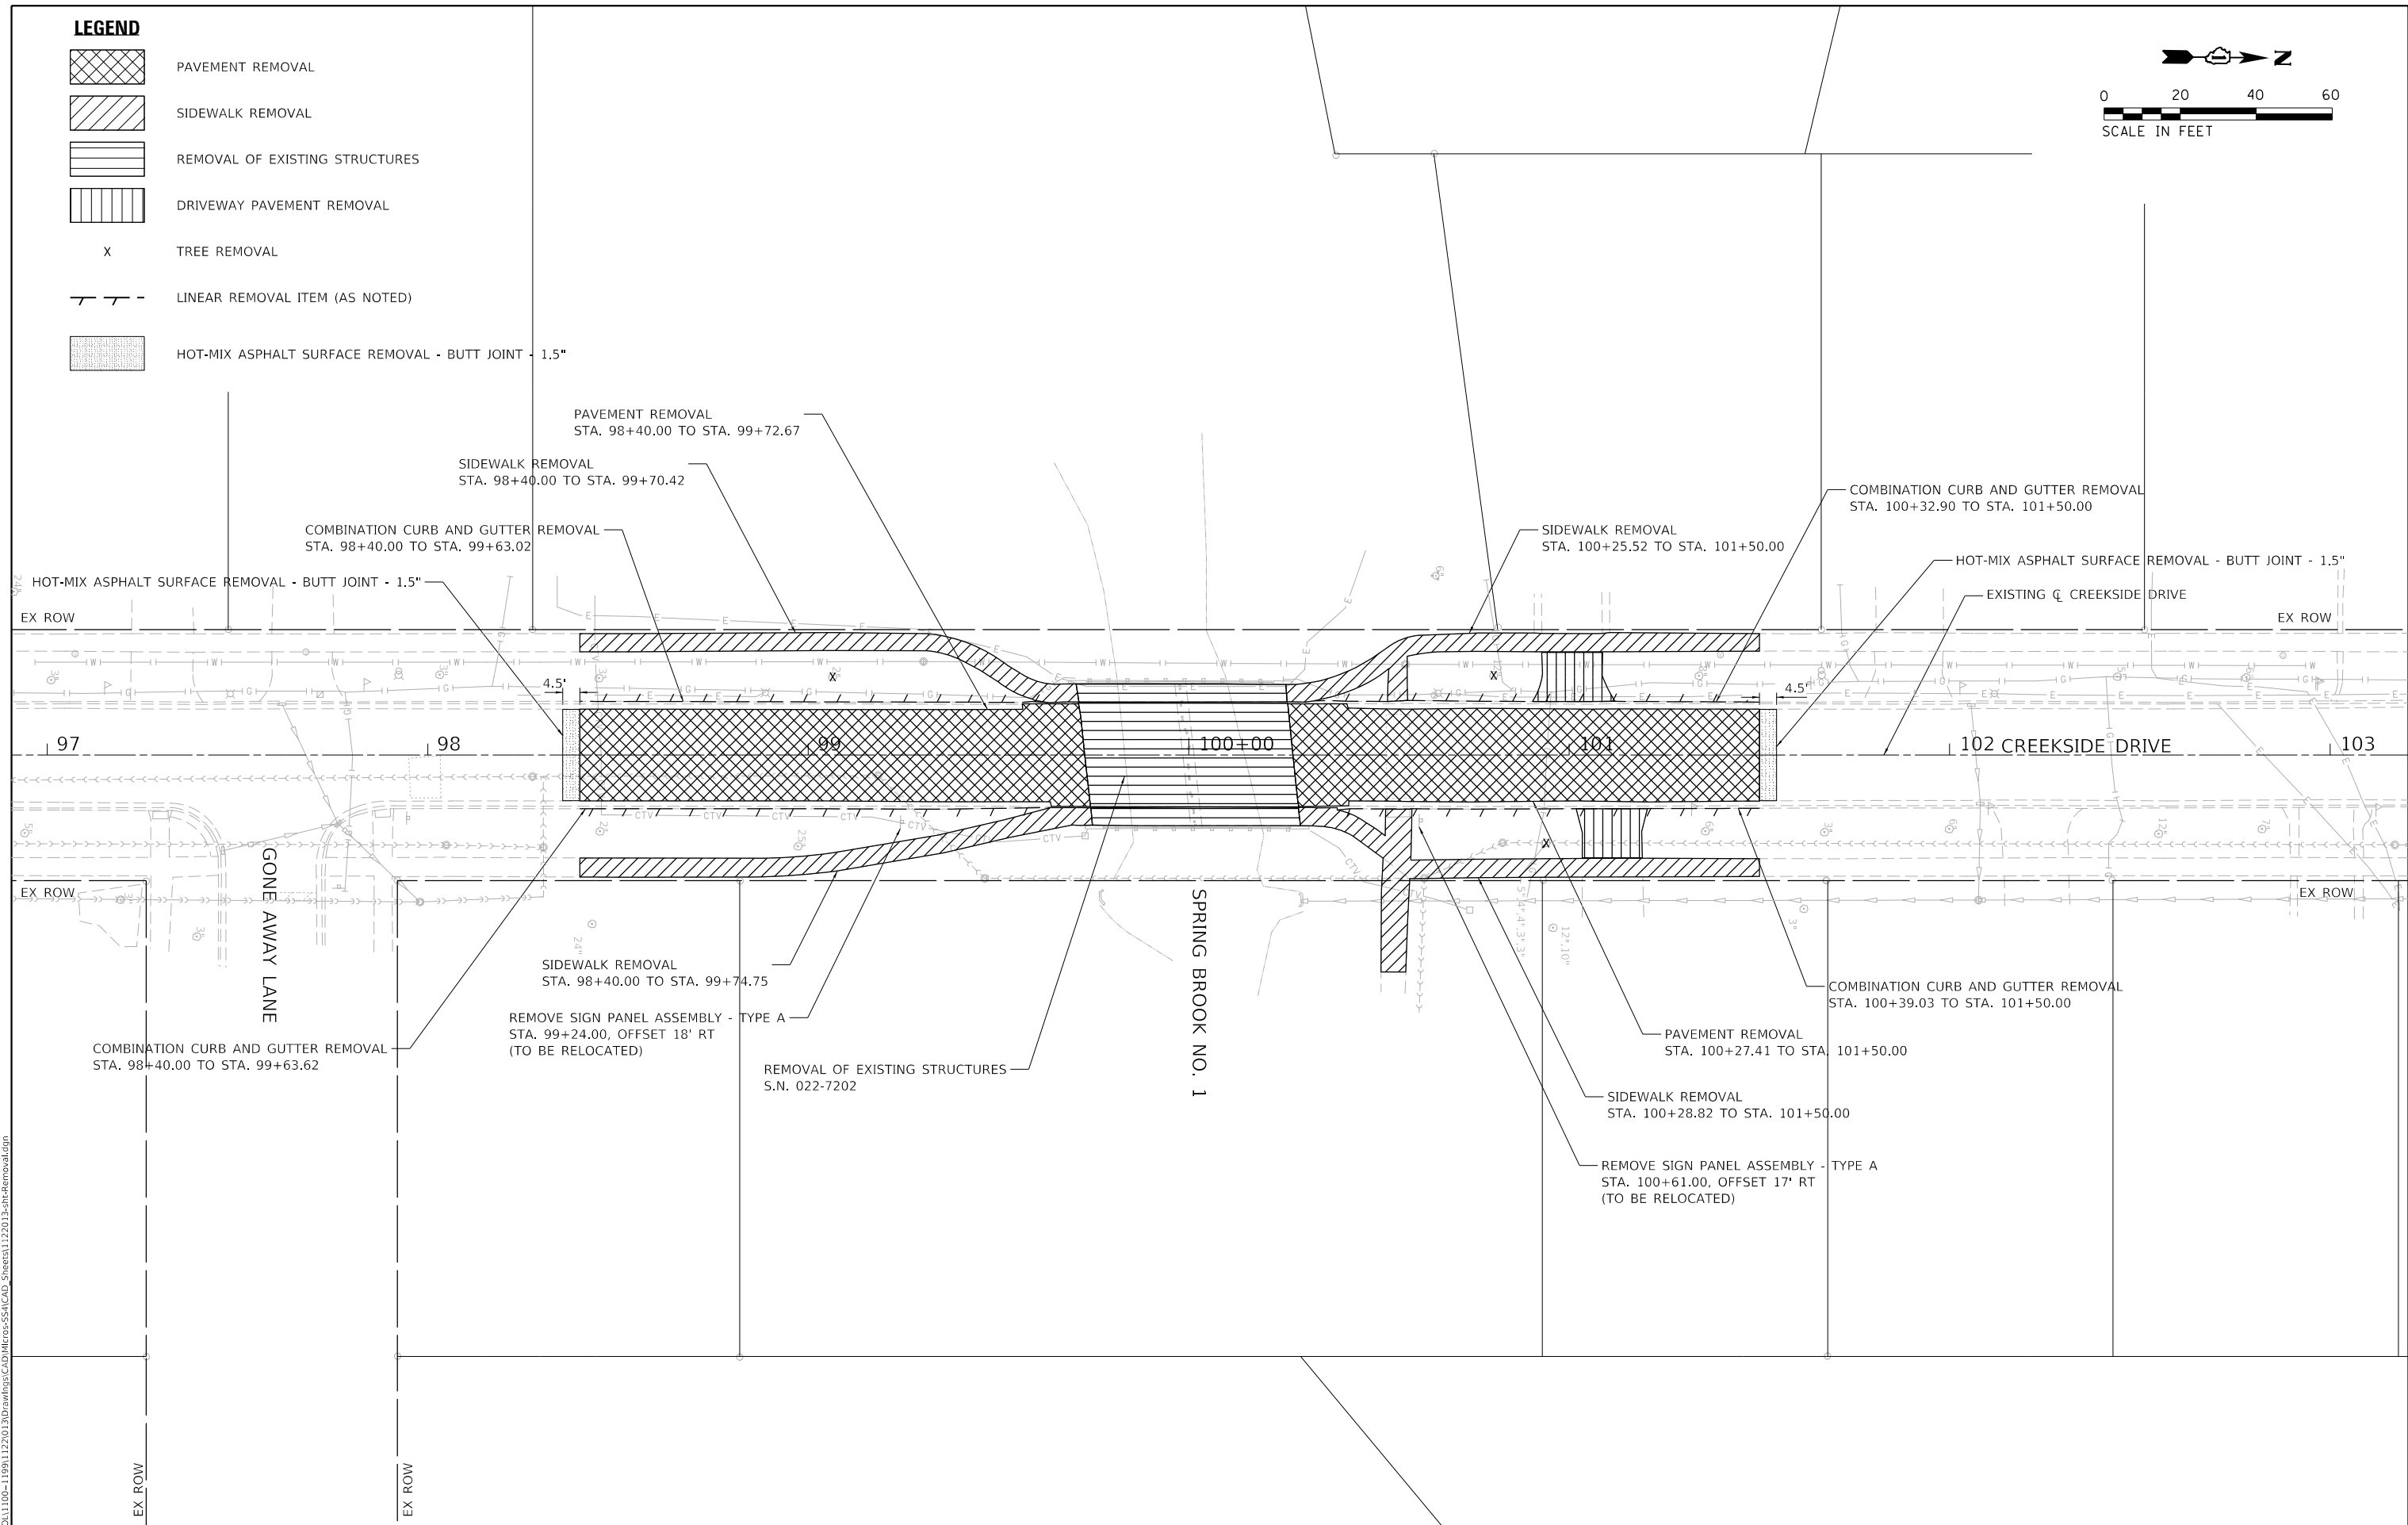 LEGEND
PAVEMENT REMOVAL
SIDEWALK REMOVAL
REMOVAL OF EXISTING STRUCTURES
DRIVEWAY PAVEMENT REMOVAL
X TREE REMOVAL
LINEAR REMOVAL ITEM (AS NOTED)
HOT-MIX ASPHALT SURFACE REMOVAL - BUTT JOINT - 1.5"
N
0 20 40 60
SCALE IN FEET
PAVEMENT REMOVAL
STA. 98+40.00 TO STA. 99+72.67
SIDEWALK REMOVAL
STA. 98+40.00 TO STA. 99+70.42
COMBINATION CURB AND GUTTER REMOVAL
STA. 98+40.00 TO STA. 99+63.02
HOT-MIX ASPHALT SURFACE REMOVAL - BUTT JOINT - 1.5"
COMBINATION CURB AND GUTTER REMOVAL
STA. 100+32.90 TO STA. 101+50.00
SIDEWALK REMOVAL
STA. 100+25.52 TO STA. 101+50.00
HOT-MIX ASPHALT SURFACE REMOVAL - BUTT JOINT - 1.5"
EXISTING ℄ CREEKSIDE DRIVE
EX ROW
EX ROW
4.5'
4.5'
X
X
97 98 99 100+00 101 102 CREEKSIDE DRIVE 103
CTV CTV CTV CTV CTV CTV
CTV
CTV
X
EX ROW
EX ROW
GONE AWAY LANE
SPRING BROOK NO. 1
24"
24"
12",10"
SIDEWALK REMOVAL
STA. 98+40.00 TO STA. 99+74.75
REMOVE SIGN PANEL ASSEMBLY - TYPE A
STA. 99+24.00, OFFSET 18' RT
(TO BE RELOCATED)
COMBINATION CURB AND GUTTER REMOVAL
STA. 98+40.00 TO STA. 99+63.62
REMOVAL OF EXISTING STRUCTURES
S.N. 022-7202
COMBINATION CURB AND GUTTER REMOVAL
STA. 100+39.03 TO STA. 101+50.00
PAVEMENT REMOVAL
STA. 100+27.41 TO STA. 101+50.00
SIDEWALK REMOVAL
STA. 100+28.82 TO STA. 101+50.00
REMOVE SIGN PANEL ASSEMBLY - TYPE A
STA. 100+61.00, OFFSET 17' RT
(TO BE RELOCATED)
EX ROW
EX ROW